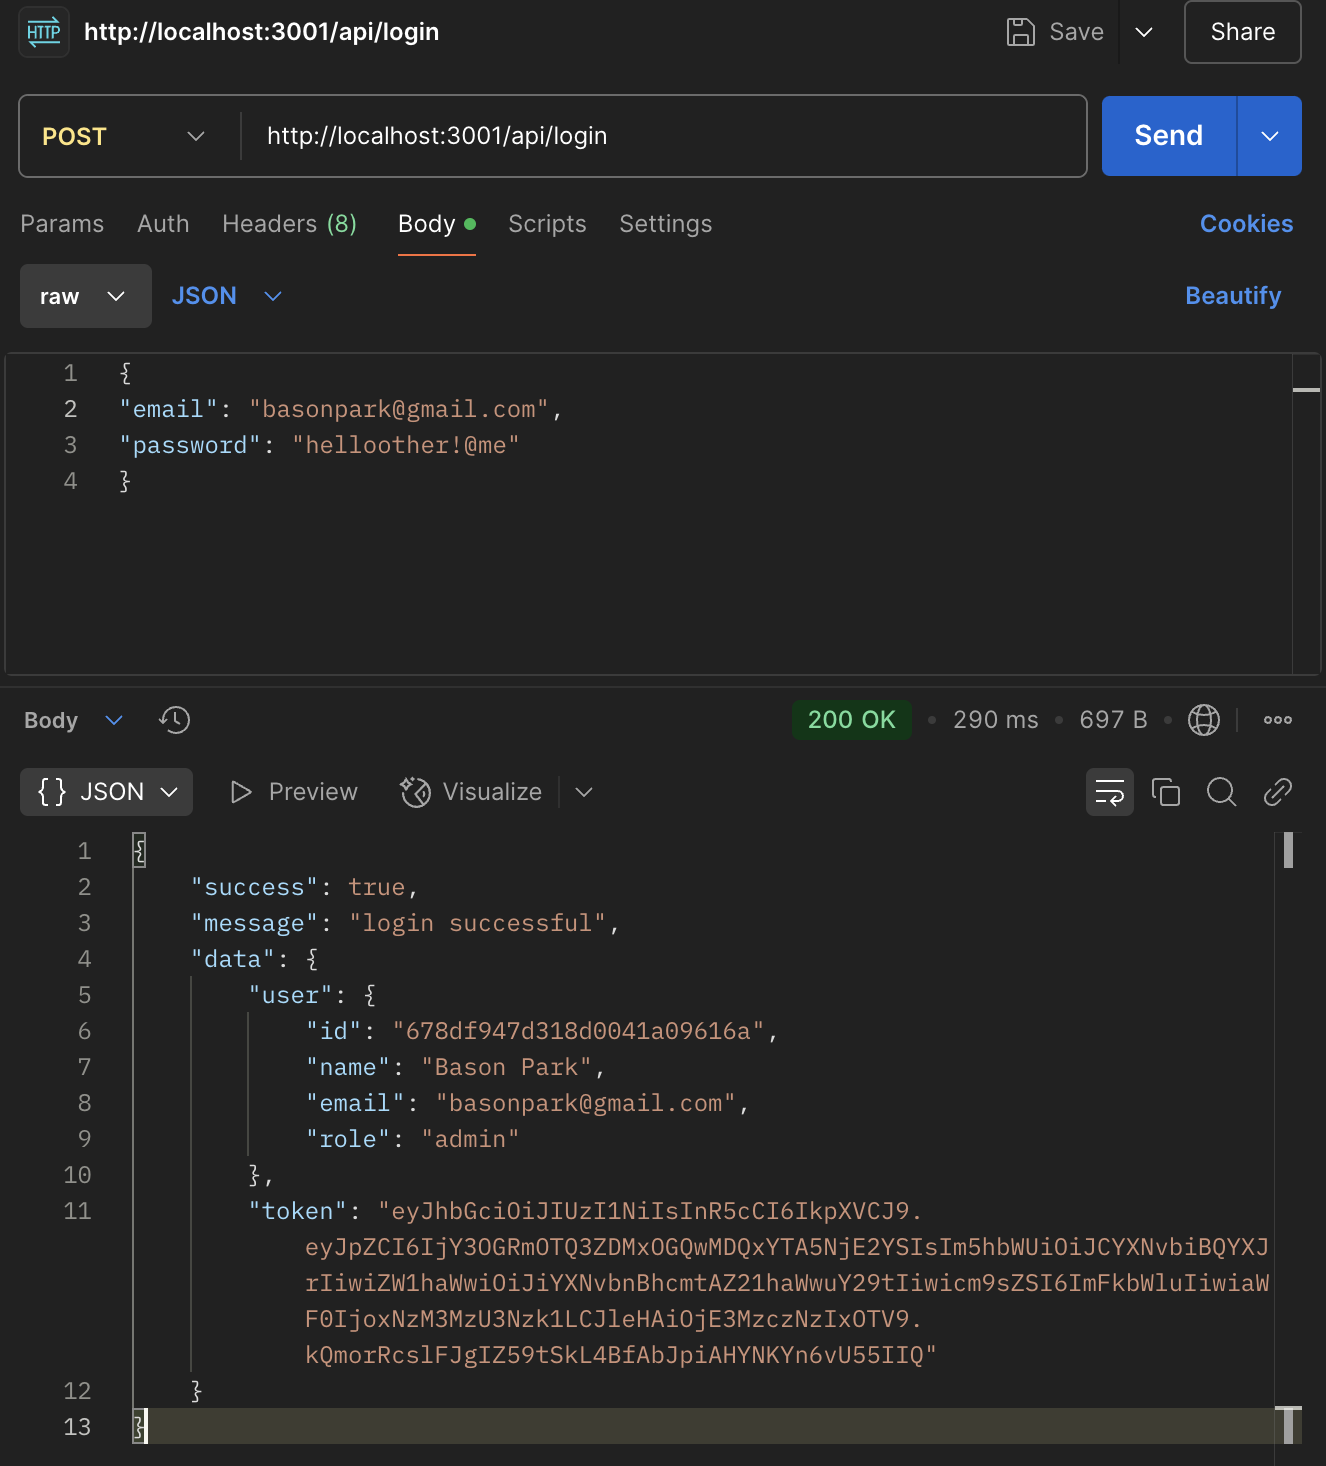 HTTP http://localhost:3001/api/login Save Share
POST http://localhost:3001/api/login Send
Params Auth Headers (8) Body Scripts Settings Cookies
raw JSON Beautify
1 {
2 "email": "basonpark@gmail.com",
3 "password": "helloother!@me"
4 }
Body 200 OK • 290 ms • 697 B •
{} JSON Preview Visualize
1 {
2 "success": true,
3 "message": "login successful",
4 "data": {
5 "user": {
6 "id": "678df947d318d0041a09616a",
7 "name": "Bason Park",
8 "email": "basonpark@gmail.com",
9 "role": "admin"
10 },
11 "token": "eyJhbGciOiJIUzI1NiIsInR5cCI6IkpXVCJ9.
eyJpZCI6IjY3OGRmOTQ3ZDMxOGQwMDQxYTA5NjE2YSIsIm5hbWUiOiJCYXNvbiBQYXJ
rIiwiZW1haWwiOiJiYXNvbnBhcmtAZ21haWwuY29tIiwicm9sZSI6ImFkbWluIiwiaW
F0IjoxNzM3MzU3Nzk1LCJleHAiOjE3MzczNzIxOTV9.
kQmorRcslFJgIZ59tSkL4BfAbJpiAHYNKYn6vU55IIQ"
12 }
13 }